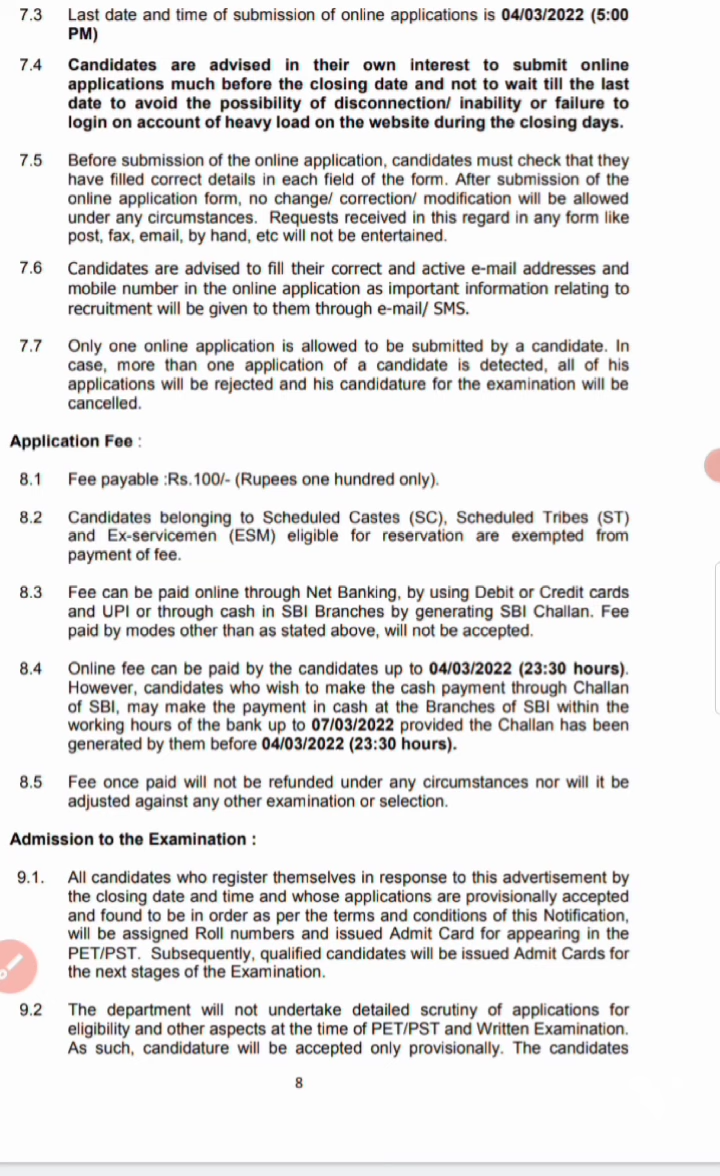 7.3 Last date and time of submission of online applications is 04/03/2022 (5:00
PM)
7.4 Candidates are advised in their own interest to submit online
applications much before the closing date and not to wait till the last
date to avoid the possibility of disconnection/ inability or failure to
login on account of heavy load on the website during the closing days.
7.5 Before submission of the online application, candidates must check that they
have filled correct details in each field of the form. After submission of the
online application form, no change/ correction/ modification will be allowed
under any circumstances. Requests received in this regard in any form like
post, fax, email, by hand, etc will not be entertained.
7.6 Candidates are advised to fill their correct and active e-mail addresses and
mobile number in the online application as important information relating to
recruitment will be given to them through e-mail/ SMS.
7.7 Only one online application is allowed to be submitted by a candidate. In
case, more than one application of a candidate is detected, all of his
applications will be rejected and his candidature for the examination will be
cancelled.
Application Fee :
8.1 Fee payable :Rs.100/- (Rupees one hundred only).
8.2 Candidates belonging to Scheduled Castes (SC), Scheduled Tribes (ST)
and Ex-servicemen (ESM) eligible for reservation are exempted from
payment of fee.
8.3 Fee can be paid online through Net Banking, by using Debit or Credit cards
and UPI or through cash in SBI Branches by generating SBI Challan. Fee
paid by modes other than as stated above, will not be accepted.
8.4 Online fee can be paid by the candidates up to 04/03/2022 (23:30 hours).
However, candidates who wish to make the cash payment through Challan
of SBI, may make the payment in cash at the Branches of SBI within the
working hours of the bank up to 07/03/2022 provided the Challan has been
generated by them before 04/03/2022 (23:30 hours).
8.5 Fee once paid will not be refunded under any circumstances nor will it be
adjusted against any other examination or selection.
Admission to the Examination :
9.1. All candidates who register themselves in response to this advertisement by
the closing date and time and whose applications are provisionally accepted
and found to be in order as per the terms and conditions of this Notification,
will be assigned Roll numbers and issued Admit Card for appearing in the
PET/PST. Subsequently, qualified candidates will be issued Admit Cards for
the next stages of the Examination.
9.2 The department will not undertake detailed scrutiny of applications for
eligibility and other aspects at the time of PET/PST and Written Examination.
As such, candidature will be accepted only provisionally. The candidates
8